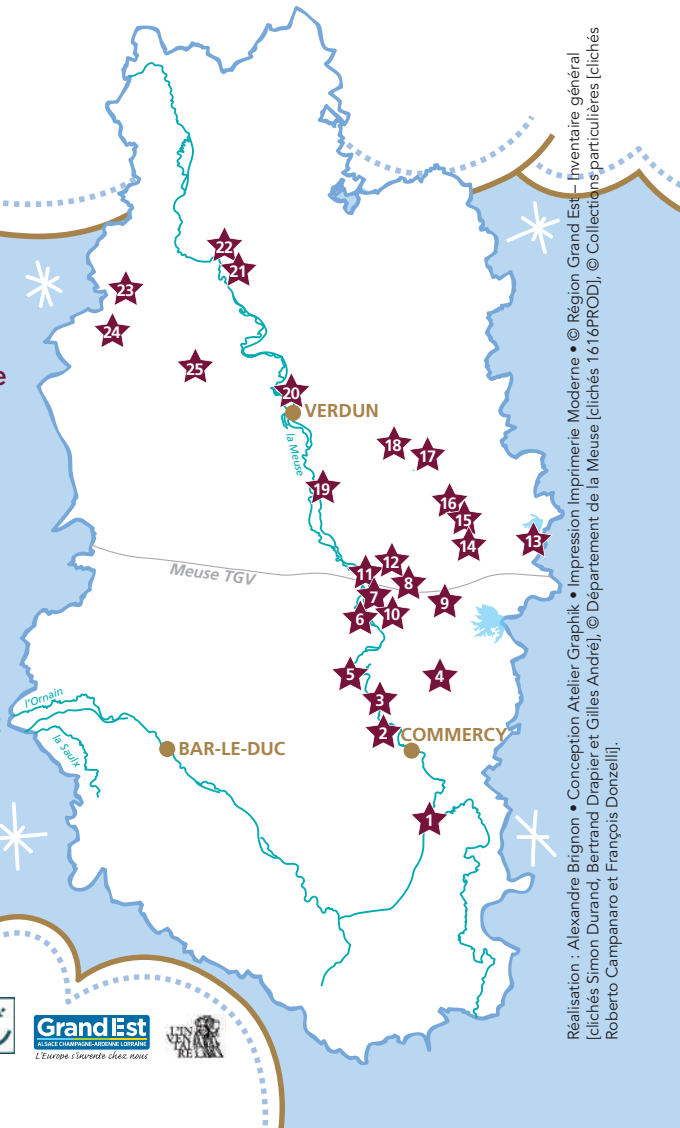 22
21
23
24
25
e
20
VERDUN
la Meuse
18
17
19
16
15
14
13
12
11
Meuse TGV
8
7
9
10
6
5
4
3
l'Ornain
2
COMMERCY
la Saulx
BAR-LE-DUC
1
Grand Est
ALSACE CHAMPAGNE-ARDENNE LORRAINE
L'Europe s'invente chez nous
L'IN
VEN
TAI
RE
Réalisation : Alexandre Brignon • Conception Atelier Graphik • Impression Imprimerie Moderne • © Région Grand Est – Inventaire général
[clichés Simon Durand, Bertrand Drapier et Gilles André], © Département de la Meuse [clichés 1616PROD], © Collections particulières [clichés
Roberto Campanaro et François Donzelli].